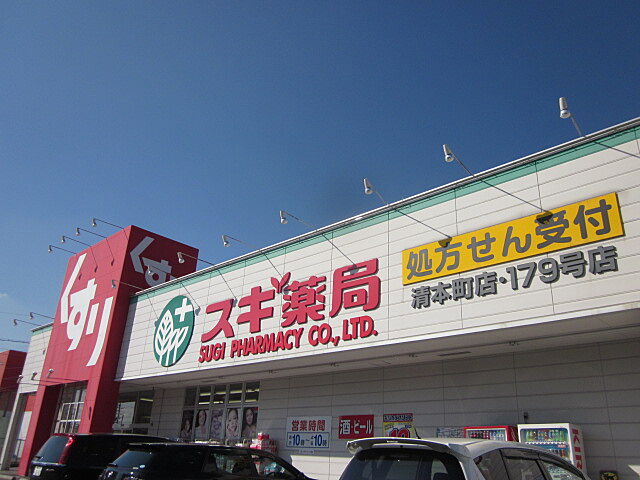 くすり
く
スギ薬局
SUGI PHARMACY CO., LTD.
処方せん受付
清本町店・179号店
営業時間
10時
10時
酒・ビール